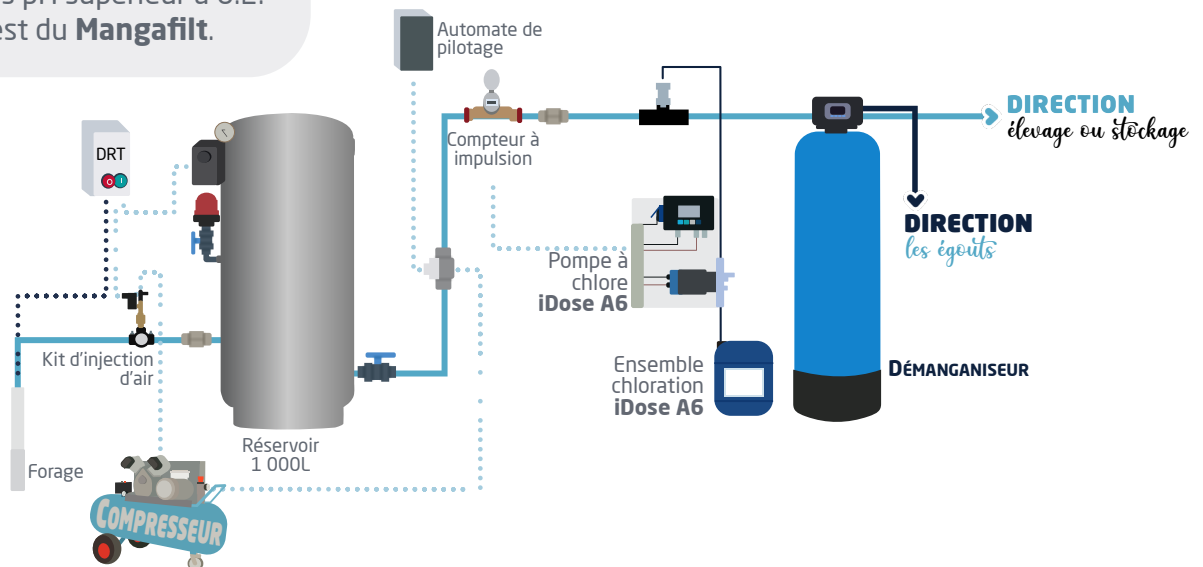 pH supérieur à 6.2.
est du Mangafilt.
Automate de
pilotage
DIRECTION
élevage ou stockage
Compteur à
impulsion
DRT
DIRECTION
les égouts
Pompe à
chlore
iDose A6
Kit d'injection
d'air
Ensemble
chloration
iDose A6
DÉMANGANISEUR
Réservoir
1 000L
Forage
COMPRESSEUR